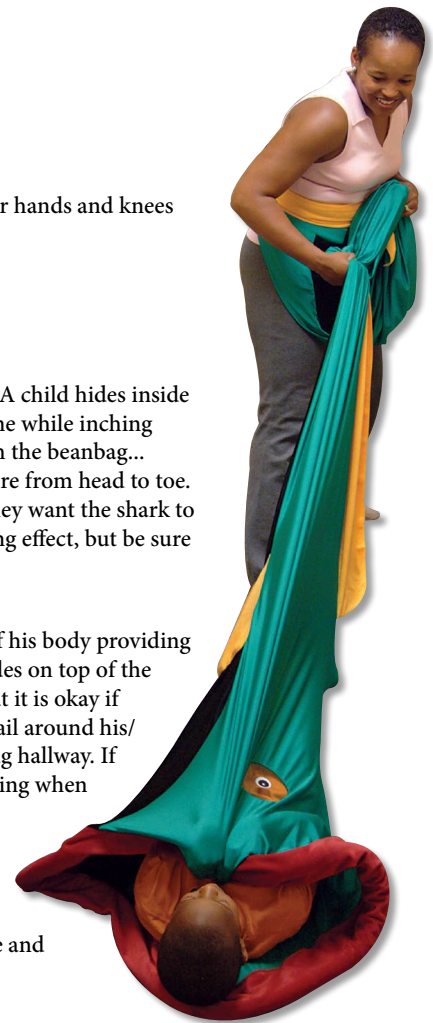 r hands and knees
A child hides inside
ne while inching
n the beanbag...
re from head to toe.
ney want the shark to
ng effect, but be sure
f his body providing
les on top of the
t it is okay if
ail around his/
ng hallway. If
ing when
e and